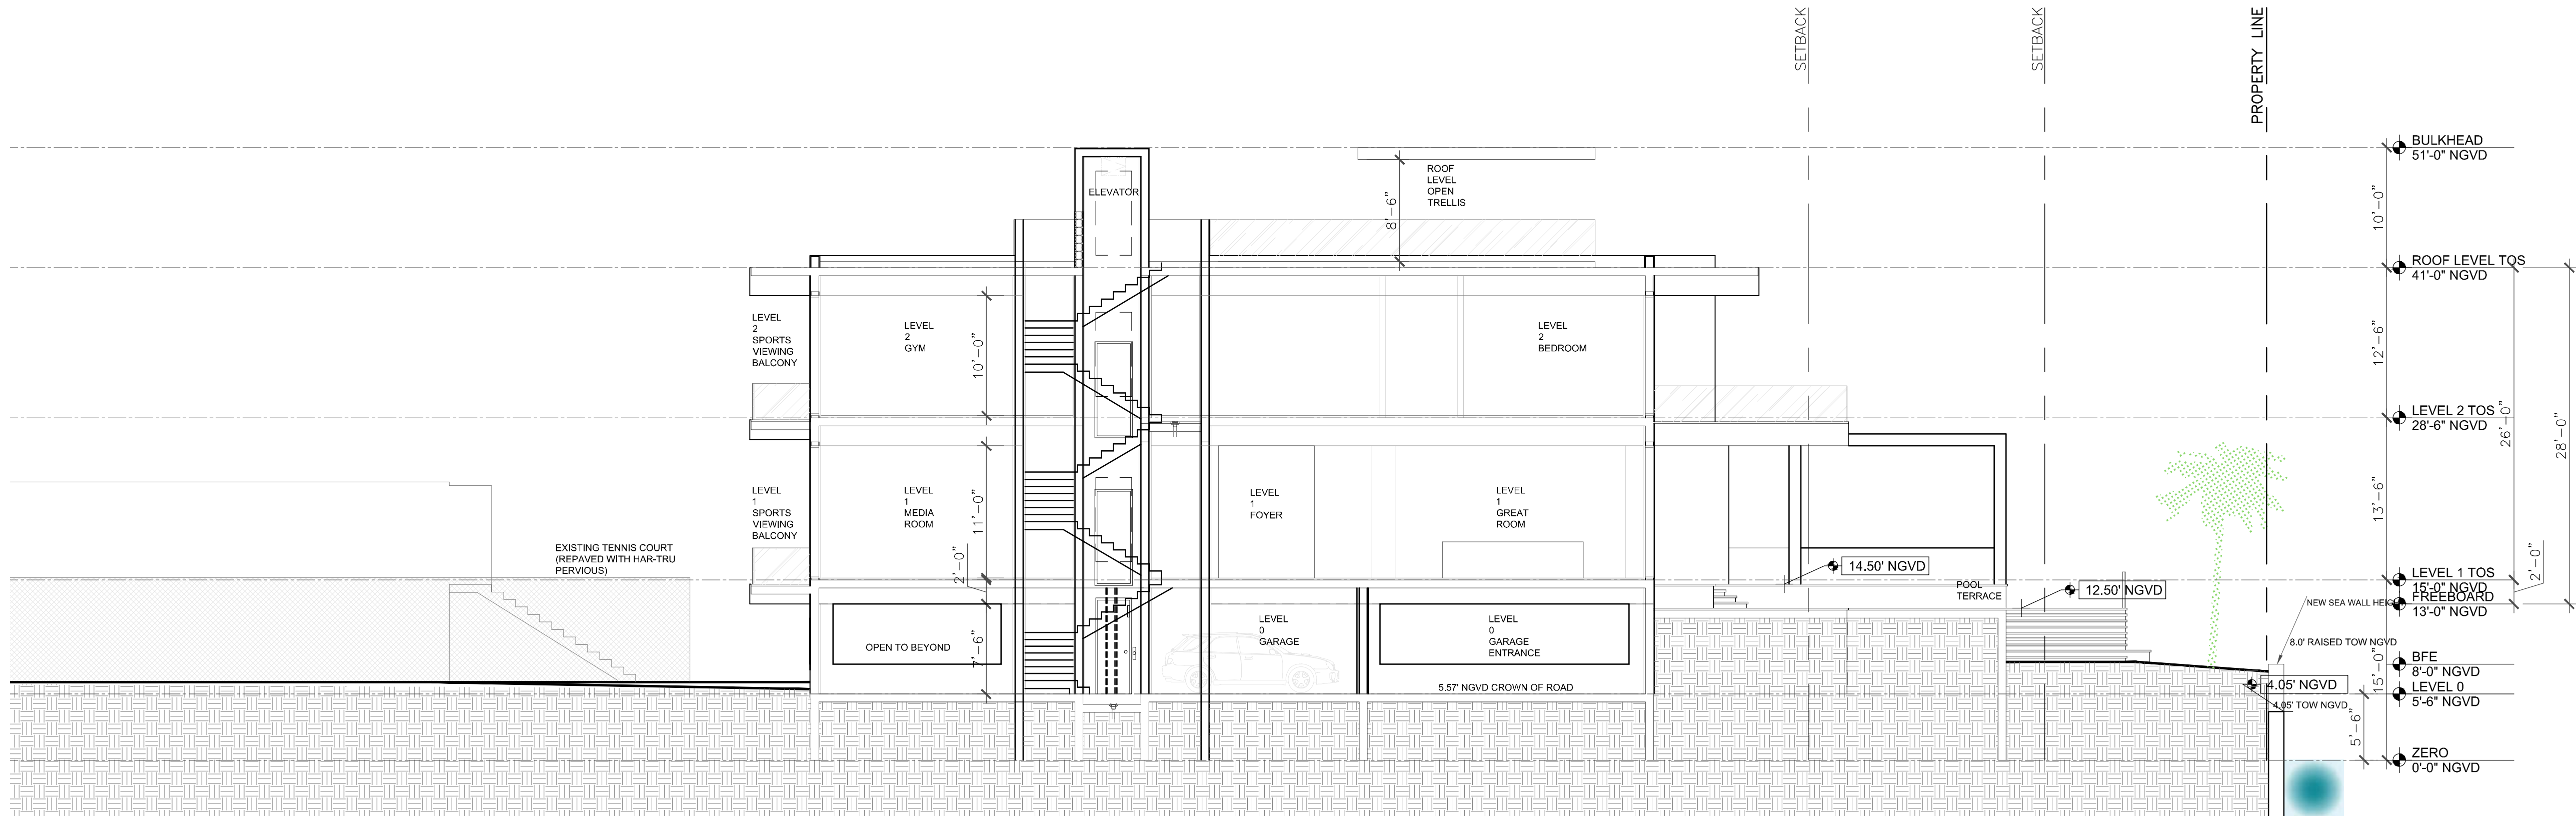 SETBACK
SETBACK
PROPERTY LINE
BULKHEAD
51'-0" NGVD
ELEVATOR
ROOF
LEVEL
OPEN
TRELLIS
8'-6"
10'-0"
ROOF LEVEL TOS
41'-0" NGVD
LEVEL
2
SPORTS
VIEWING
BALCONY
LEVEL
2
GYM
10'-0"
LEVEL
2
BEDROOM
12'-6"
LEVEL 2 TOS
28'-6" NGVD
26'-0"
28'-0"
LEVEL
1
SPORTS
VIEWING
BALCONY
LEVEL
1
MEDIA
ROOM
11'-0"
LEVEL
1
FOYER
LEVEL
1
GREAT
ROOM
13'-6"
EXISTING TENNIS COURT
(REPAVED WITH HAR-TRU
PERVIOUS)
2'-0"
14.50' NGVD
POOL
TERRACE
12.50' NGVD
LEVEL 1 TOS
15'-0" NGVD
2'-0"
FREEBOARD
13'-0" NGVD
NEW SEA WALL HEIGH
OPEN TO BEYOND
7'-6"
LEVEL
0
GARAGE
LEVEL
0
GARAGE
ENTRANCE
8.0' RAISED TOW NGVD
BFE
8'-0" NGVD
5.57' NGVD CROWN OF ROAD
4.05' NGVD
15'-0"
LEVEL 0
5'-6" NGVD
4.05' TOW NGVD
5'-6"
ZERO
0'-0" NGVD